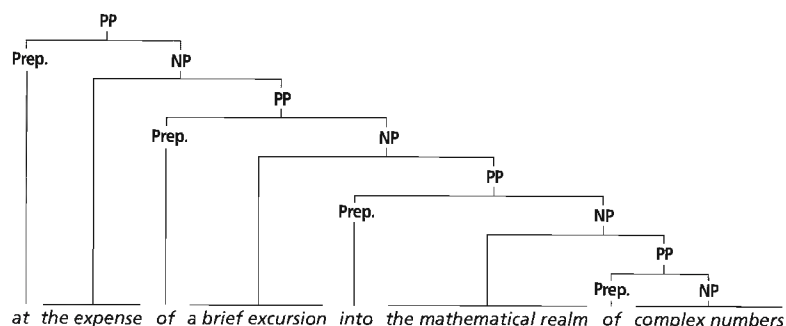 PP
Prep. NP
PP
Prep. NP
PP
Prep. NP
PP
Prep. NP
at the expense of a brief excursion into the mathematical realm of complex numbers